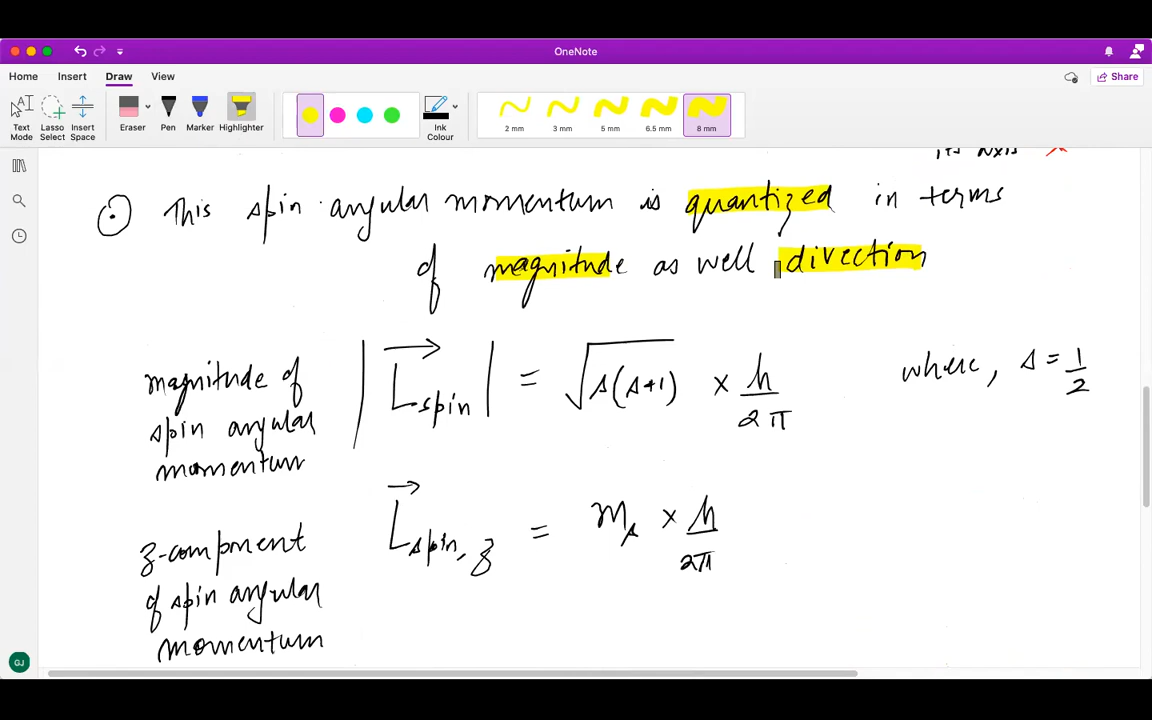 OneNote
Home Insert Draw View
Share
Text Mode
Lasso Select
Insert Space
Eraser
Pen
Marker
Highlighter
Ink Colour
2 mm
3 mm
5 mm
6.5 mm
8 mm
its axis
This spin angular momentum is quantized in terms
of magnitude as well direction
magnitude of
spin angular
momentum
|L⃗spin| = √s(s+1) × h/2π where, s = 1/2
z-component
of spin angular
momentum
L⃗spin, z = ms × h/2π
GJ